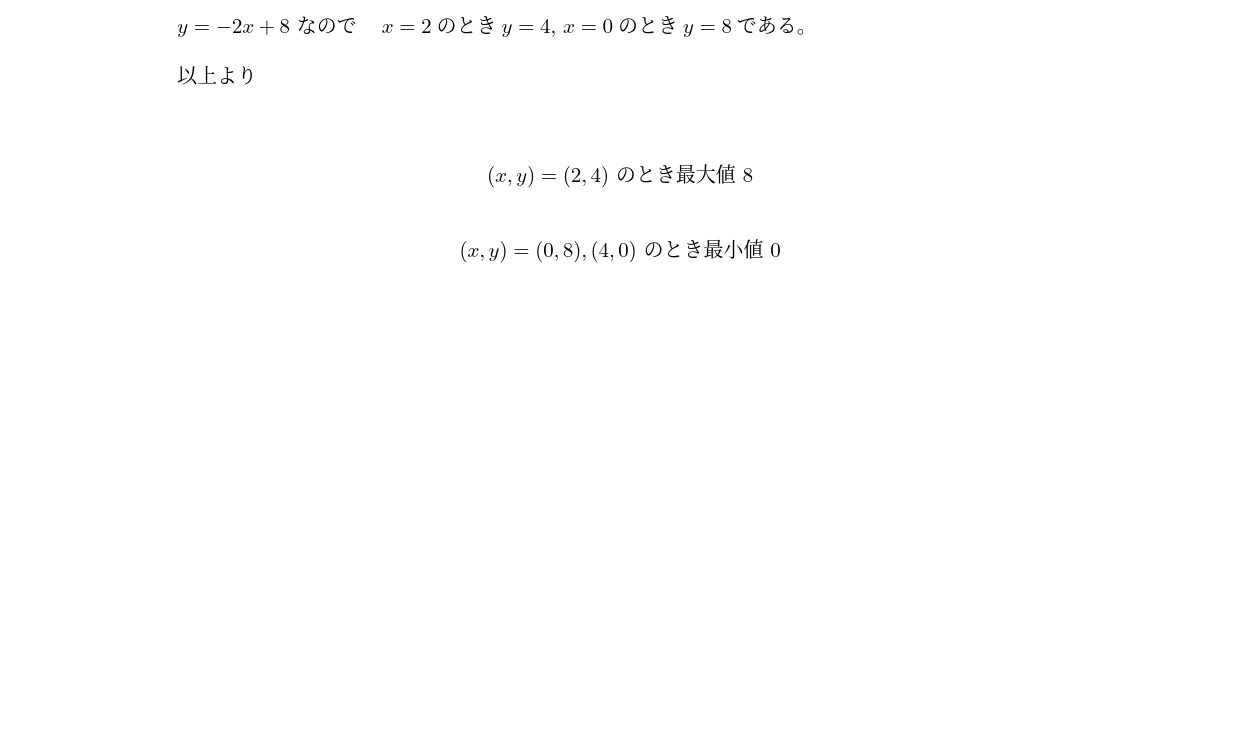 y = −2x + 8 なので x = 2 のとき y = 4, x = 0 のとき y = 8 である。
以上より
(x, y) = (2, 4) のとき最大値 8
(x, y) = (0, 8), (4, 0) のとき最小値 0